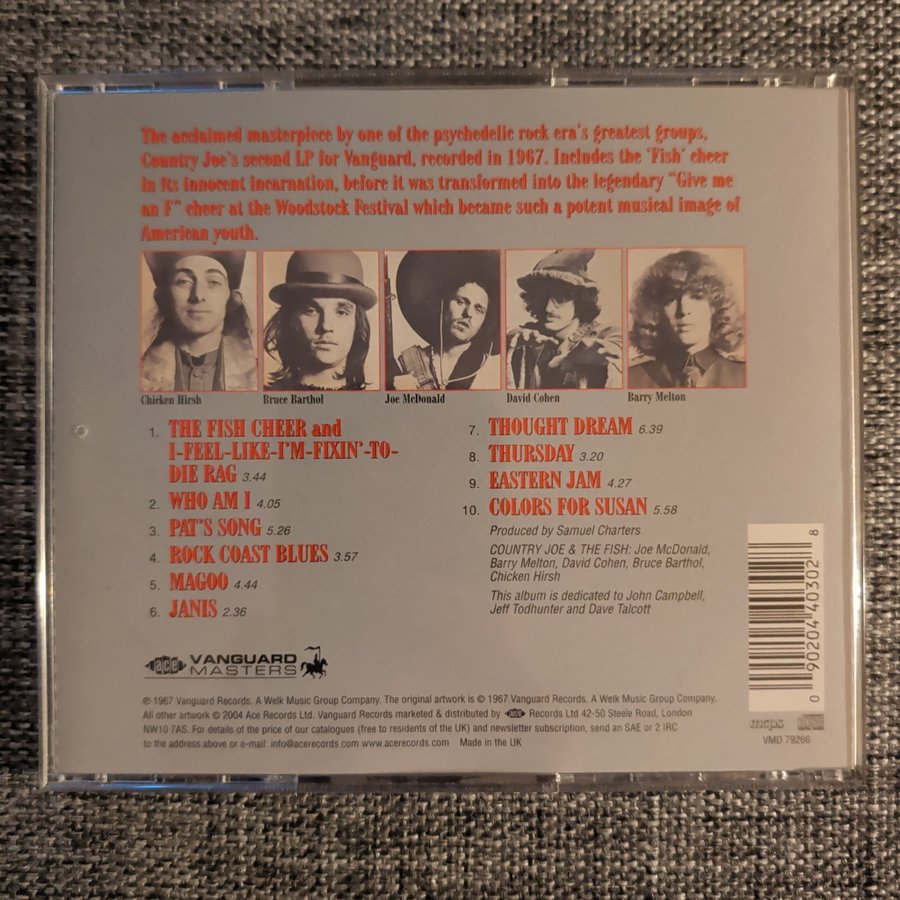 The acclaimed masterpiece by one of the psychedelic rock era's greatest groups,
Country Joe's second LP for Vanguard, recorded in 1967. Includes the 'Fish' cheer
in its innocent incarnation, before it was transformed into the legendary "Give me
an F" cheer at the Woodstock Festival which became such a potent musical image of
American youth.
Chicken Hirsh
Bruce Barthol
Joe McDonald
David Cohen
Barry Melton
1. THE FISH CHEER and
I-FEEL-LIKE-I'M-FIXIN'-TO-
DIE RAG 3.44
2. WHO AM I 4.05
3. PAT'S SONG 5.26
4. ROCK COAST BLUES 3.57
5. MAGOO 4.44
6. JANIS 2.36
7. THOUGHT DREAM 6.39
8. THURSDAY 3.20
9. EASTERN JAM 4.27
10. COLORS FOR SUSAN 5.58
Produced by Samuel Charters
COUNTRY JOE & THE FISH: Joe McDonald,
Barry Melton, David Cohen, Bruce Barthol,
Chicken Hirsh
This album is dedicated to John Campbell,
Jeff Todhunter and Dave Talcott
ace VANGUARD
MASTERS
℗ 1967 Vanguard Records. A Welk Music Group Company. The original artwork is © 1967 Vanguard Records. A Welk Music Group Company.
All other artwork © 2004 Ace Records Ltd. Vanguard Records marketed & distributed by ace Records Ltd 42-50 Steele Road, London
NW10 7AS. For details of the price of our catalogues (free to residents of the UK) and newsletter subscription, send an SAE or 2 IRC
to the address above or e-mail: info@acerecords.com www.acerecords.com Made in the UK
0 90204 40302 8
mcps
VMD 79266